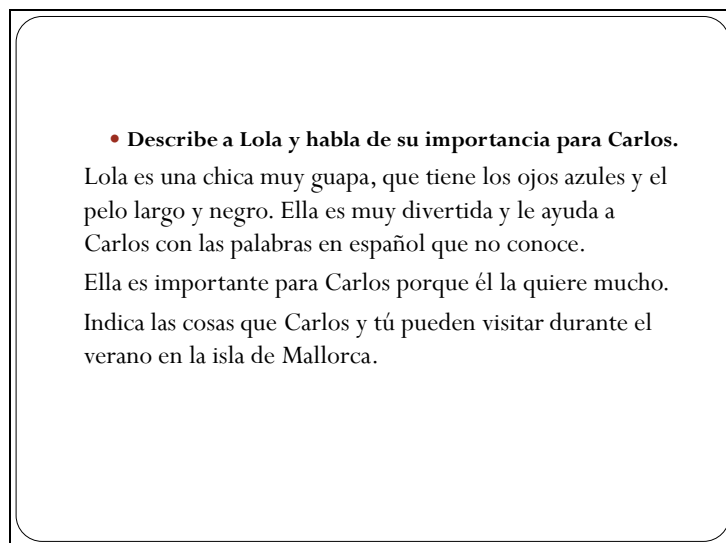 • Describe a Lola y habla de su importancia para Carlos.
Lola es una chica muy guapa, que tiene los ojos azules y el
pelo largo y negro. Ella es muy divertida y le ayuda a
Carlos con las palabras en español que no conoce.
Ella es importante para Carlos porque él la quiere mucho.
Indica las cosas que Carlos y tú pueden visitar durante el
verano en la isla de Mallorca.